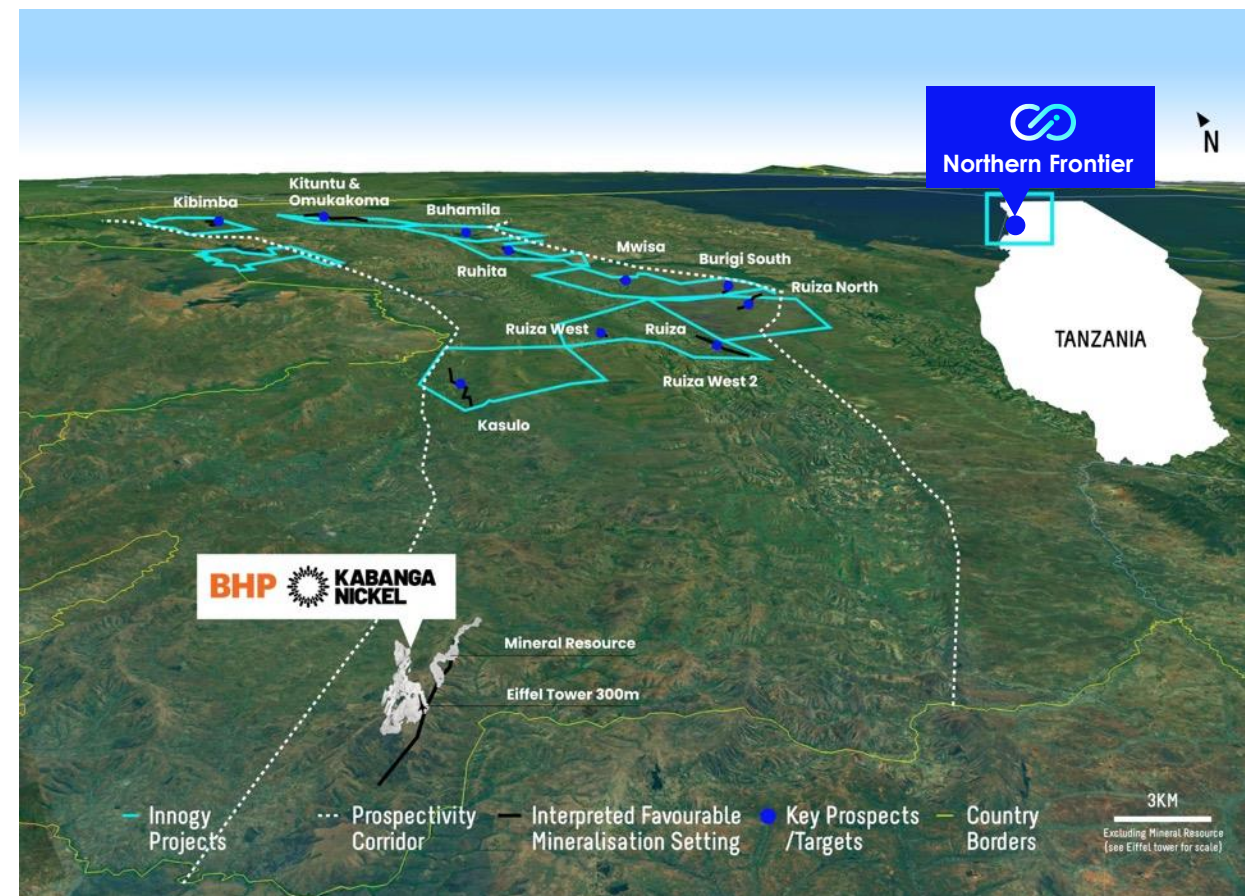 Northern Frontier
N
Kibimba
Kituntu &
Omukakoma
Buhamila
Ruhita
Mwisa
Burigi South
Ruiza North
Ruiza West
Ruiza
Ruiza West 2
Kasulo
TANZANIA
BHP
KABANGA
NICKEL
Mineral Resource
Eiffel Tower 300m
Innogy
Projects
Prospectivity
Corridor
Interpreted Favourable
Mineralisation Setting
Key Prospects
/Targets
Country
Borders
3KM
Excluding Mineral Resource
(see Eiffel tower for scale)